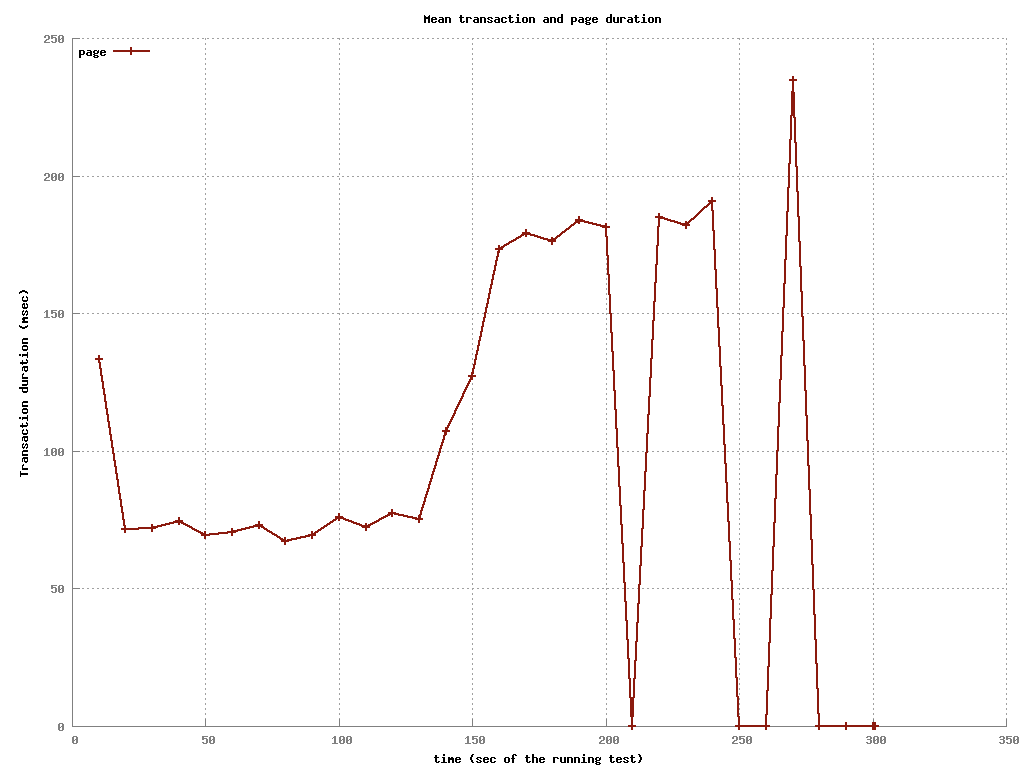 Mean transaction and page duration
page
250
200
150
100
50
0
Transaction duration (msec)
0 50 100 150 200 250 300 350
time (sec of the running test)